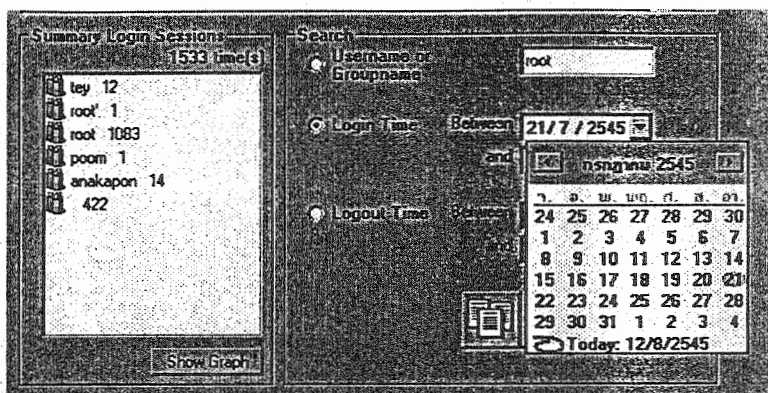 Summary Login Sessions
1533 time(s)
tey 12
root'. 1
root 1083
poom 1
anakapon 14
422
Show Graph
Search
Username or
Groupname
root
Login Time Between 21/ 7 / 2545
and
กรกฎาคม 2545
จ. อ. พ. พฤ. ศ. ส. อา.
24 25 26 27 28 29 30
1 2 3 4 5 6 7
8 9 10 11 12 13 14
15 16 17 18 19 20 21
22 23 24 25 26 27 28
29 30 31 1 2 3 4
Today: 12/8/2545
Logout Time Between
and